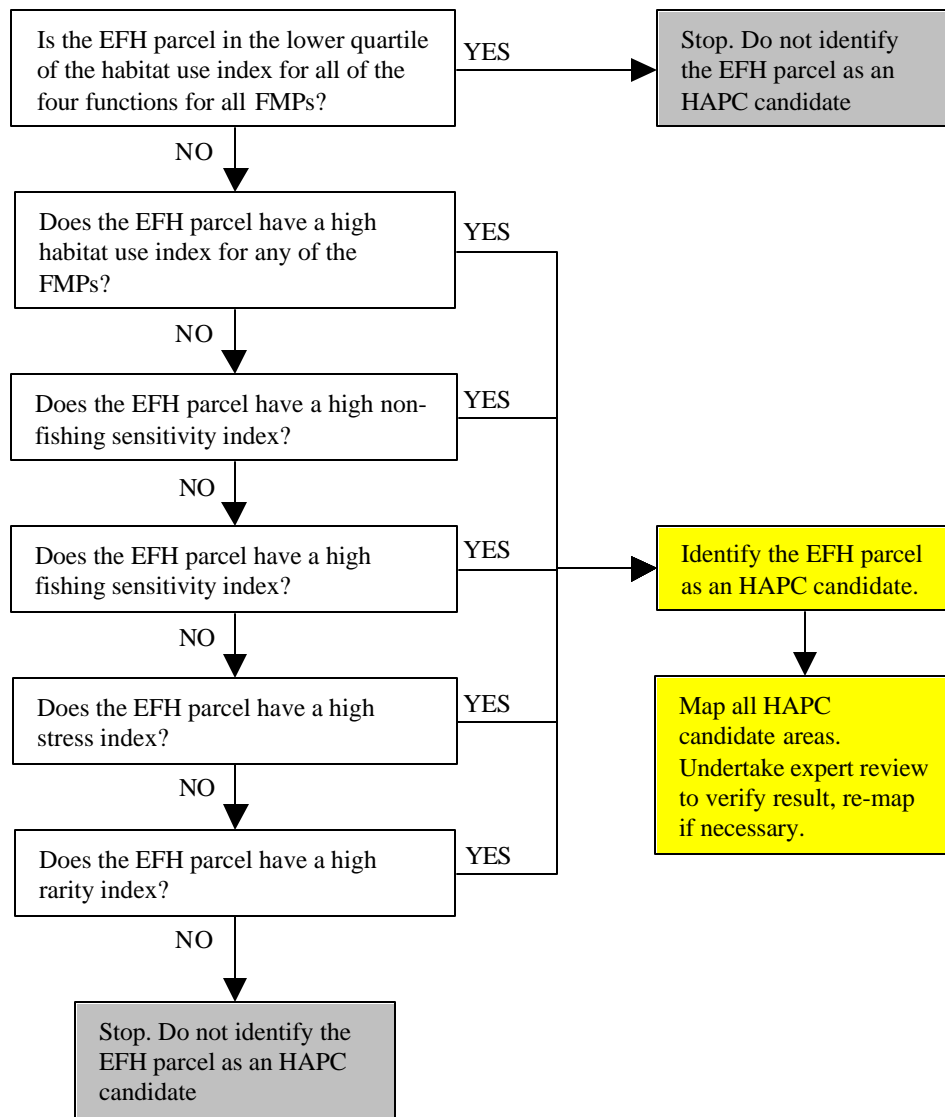 Is the EFH parcel in the lower quartile
of the habitat use index for all of the
four functions for all FMPs?
YES
Stop. Do not identify
the EFH parcel as an
HAPC candidate
NO
Does the EFH parcel have a high
habitat use index for any of the
FMPs?
YES
NO
Does the EFH parcel have a high non-
fishing sensitivity index?
YES
NO
Does the EFH parcel have a high
fishing sensitivity index?
YES
Identify the EFH parcel
as an HAPC candidate.
NO
Does the EFH parcel have a high
stress index?
YES
Map all HAPC
candidate areas.
Undertake expert review
to verify result, re-map
if necessary.
NO
Does the EFH parcel have a high
rarity index?
YES
NO
Stop. Do not identify the
EFH parcel as an HAPC
candidate